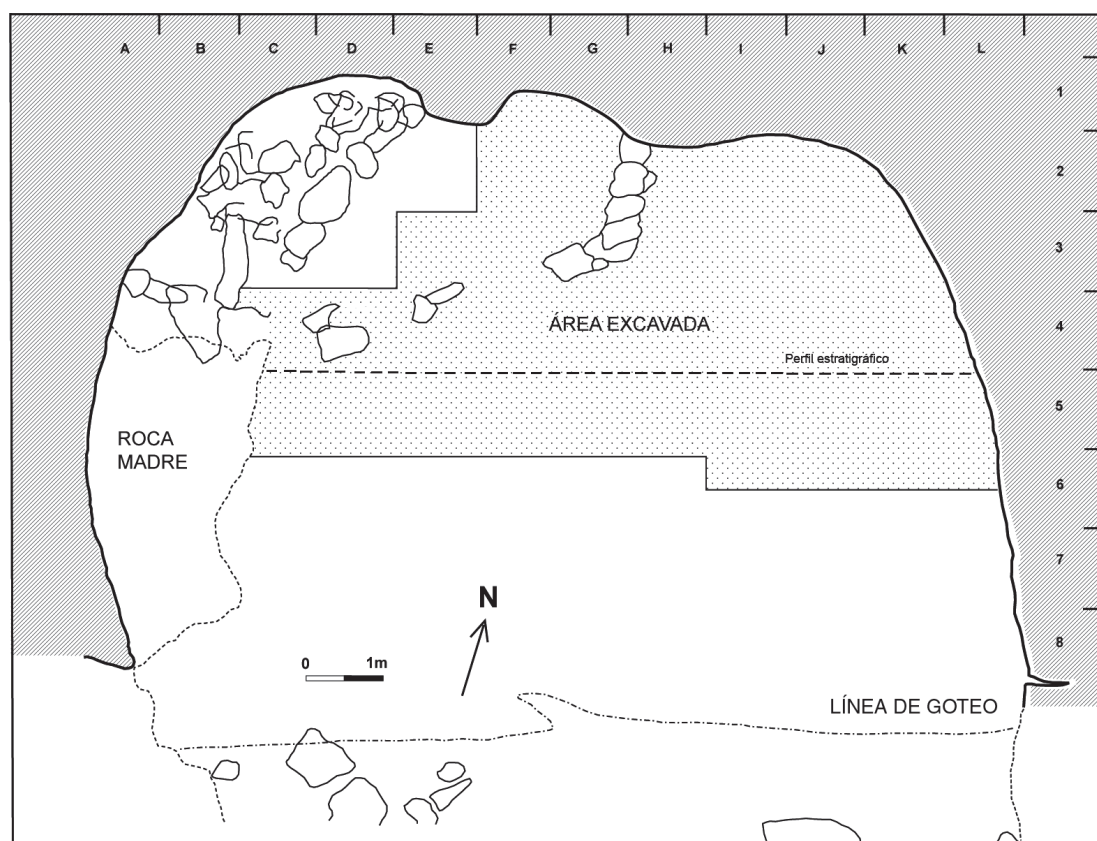 A B C D E F G H I J K L
1
2
3
ÁREA EXCAVADA
4
Perfil estratigráfico
5
ROCA
MADRE
6
7
N
8
0 1m
LÍNEA DE GOTEO